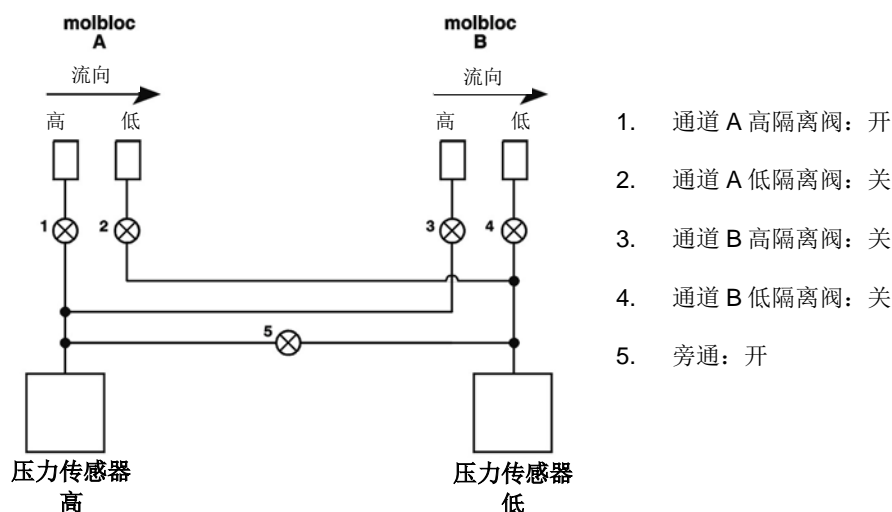 molbloc
A
流向
高 低
molbloc
B
流向
高 低
1
2
3
4
5
压力传感器
高
压力传感器
低
1. 通道 A 高隔离阀：开
2. 通道 A 低隔离阀：关
3. 通道 B 高隔离阀：关
4. 通道 B 低隔离阀：关
5. 旁通：开